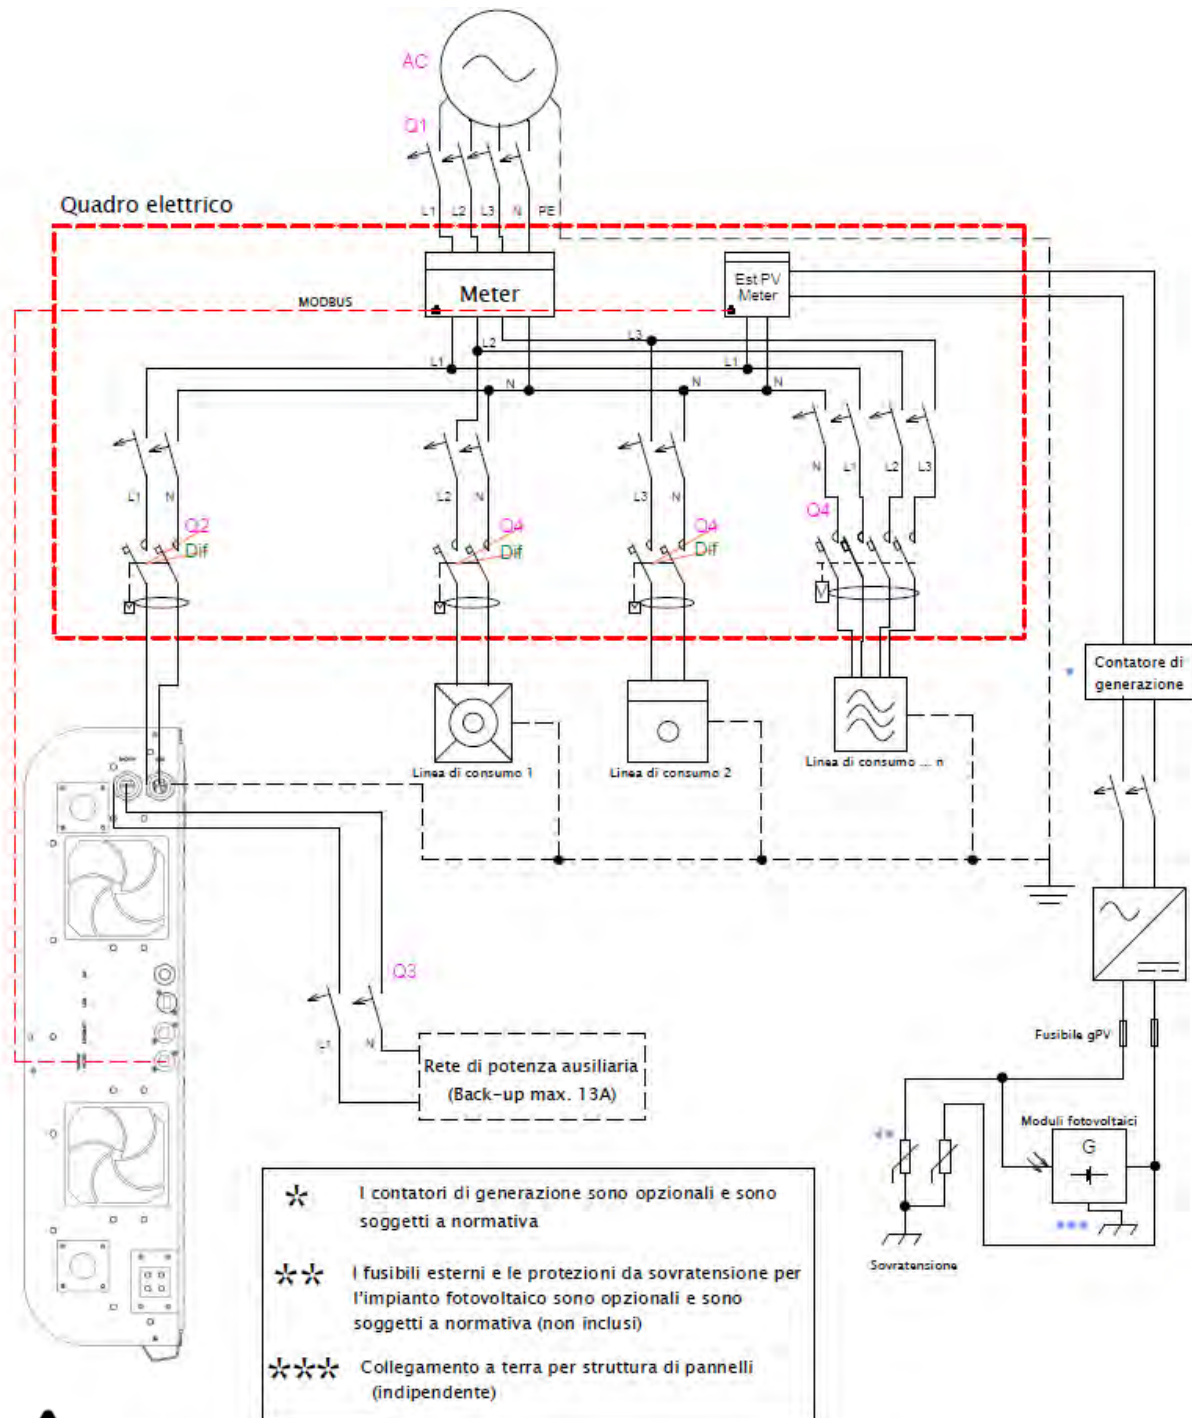 AC
Q1
L1 L2 L3 N PE
Quadro elettrico
Meter
Est PV
Meter
MODBUS
L2
L3
L1
L1
N
N
N
L1 N
L2 N
L3 N
N L1 L2 L3
Q2
Dif
Q4
Dif
Q4
Dif
Q4
Contatore di
generazione
*
Linea di consumo 1
Linea di consumo 2
Linea di consumo ... n
Q3
L1 N
Rete di potenza ausiliaria
(Back-up max. 13A)
Fusibile gPV
Moduli fotovoltaici
G
**
***
Sovratensione
* I contatori di generazione sono opzionali e sono
soggetti a normativa
** I fusibili esterni e le protezioni da sovratensione per
l'impianto fotovoltaico sono opzionali e sono
soggetti a normativa (non inclusi)
*** Collegamento a terra per struttura di pannelli
(indipendente)